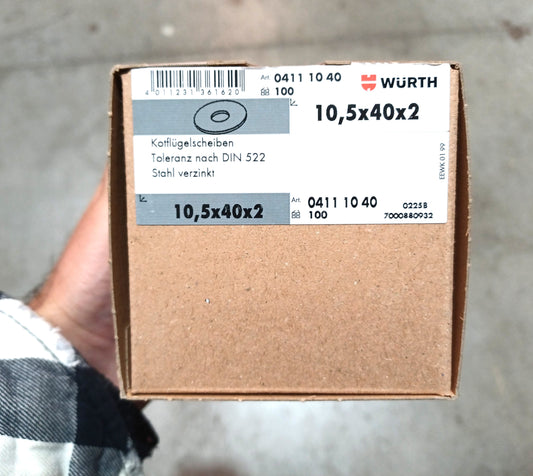 Art. 0411 10 40
100
WÜRTH
4 011231 361620
10,5x40x2
Kotflügelscheiben
Toleranz nach DIN 522
Stahl verzinkt
EEWK 01 99
10,5x40x2
Art. 0411 10 40
100
0225B
7000880932